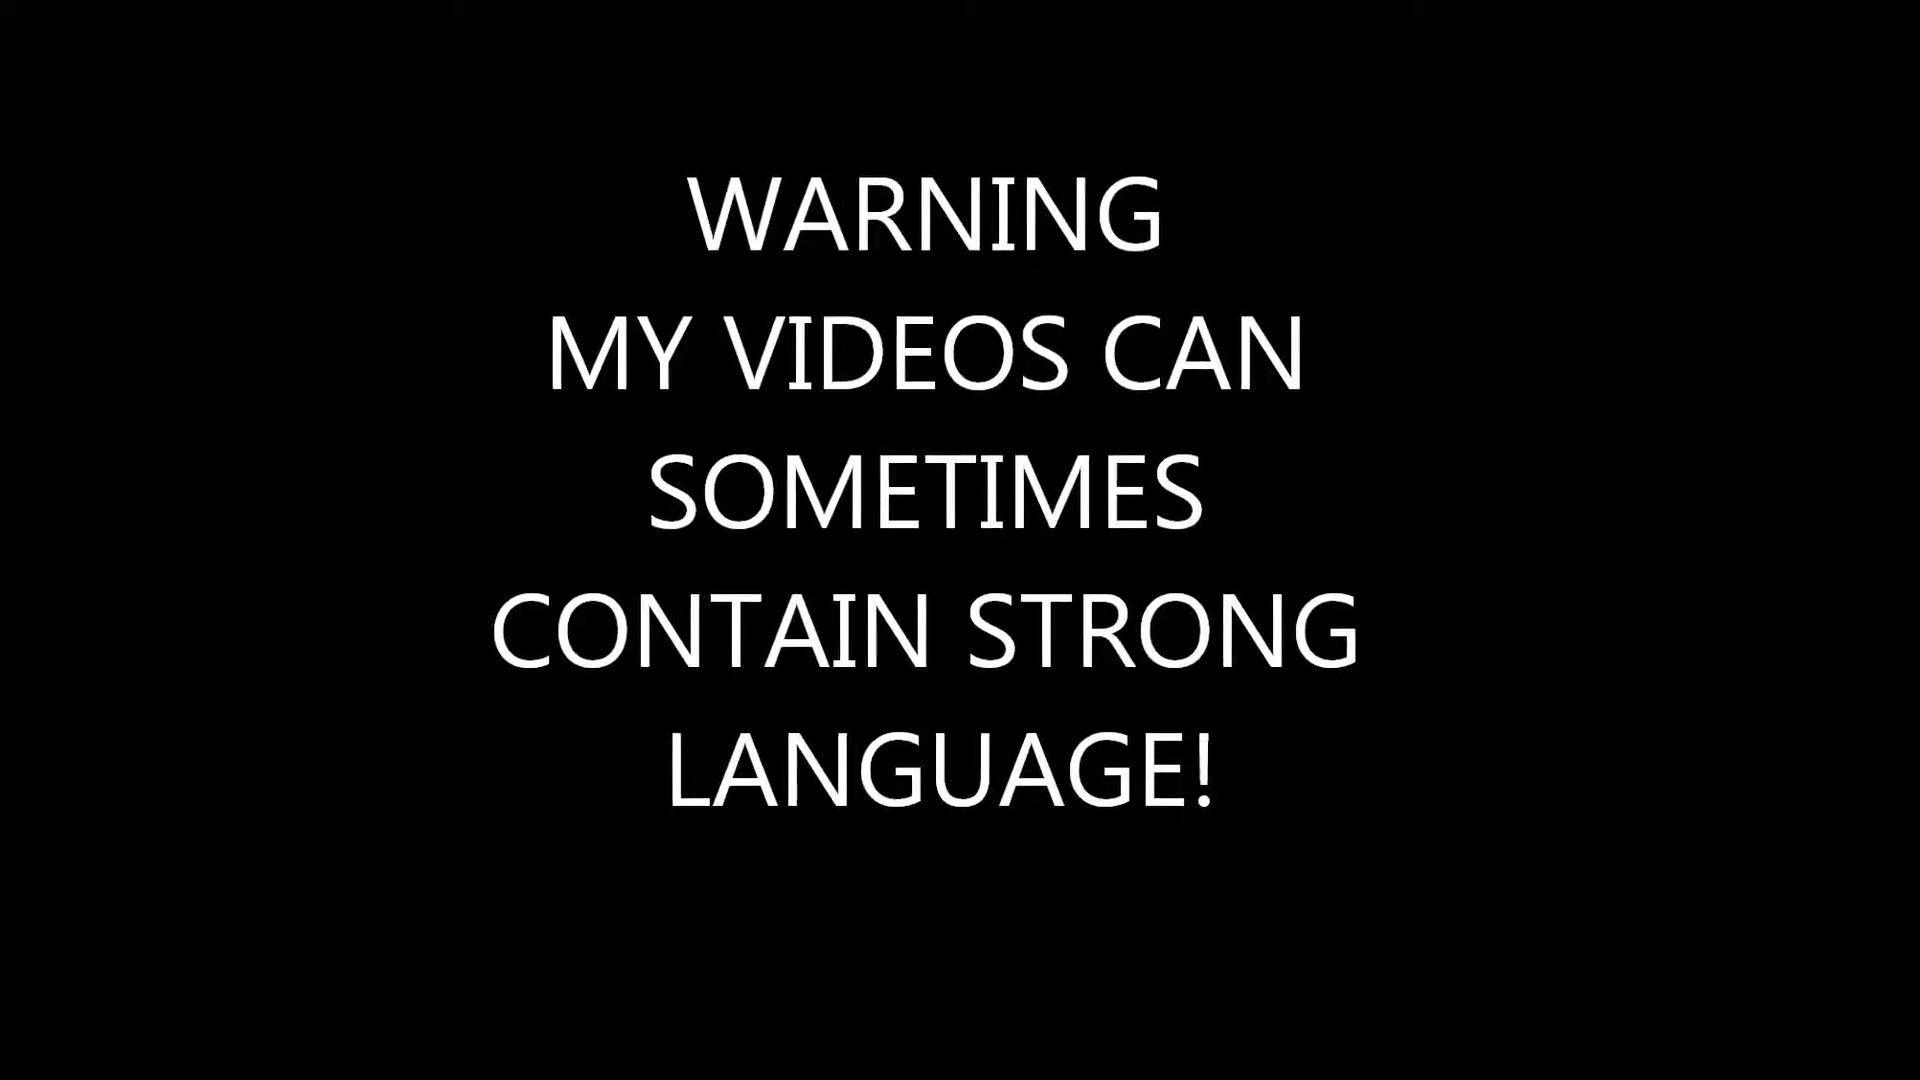 WARNING
MY VIDEOS CAN
SOMETIMES
CONTAIN STRONG
LANGUAGE!